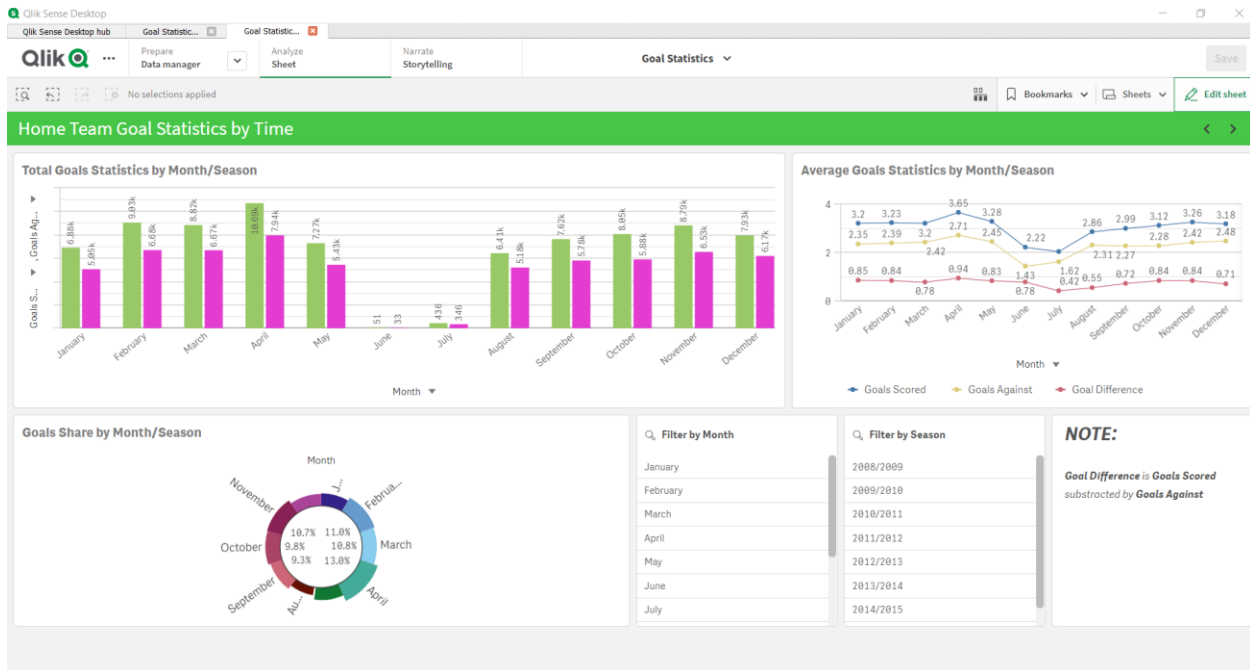 Qlik Sense Desktop
Qlik Sense Desktop hub
Goal Statistic...
Goal Statistic...
Qlik
Prepare
Data manager
Analyze
Sheet
Narrate
Storytelling
Goal Statistics
Save
No selections applied
Bookmarks
Sheets
Edit sheet
Home Team Goal Statistics by Time
Total Goals Statistics by Month/Season
, Goals Ag...
Goals S...
6.88k
5.05k
9.03k
6.68k
8.82k
6.67k
10.69k
7.94k
7.27k
5.43k
51
33
436
346
6.41k
5.18k
7.62k
5.78k
8.05k
5.88k
8.79k
6.53k
7.93k
6.17k
January
February
March
April
May
June
July
August
September
October
November
December
Month
Average Goals Statistics by Month/Season
4
2
0
3.2
3.23
3.2
3.65
3.28
2.22
2.86
2.99
3.12
3.26
3.18
2.35
2.39
2.42
2.71
2.45
1.43
1.62
2.31
2.27
2.28
2.42
2.48
0.85
0.84
0.78
0.94
0.83
0.78
0.42
0.55
0.72
0.84
0.84
0.71
January
February
March
April
May
June
July
August
September
October
November
December
Month
Goals Scored
Goals Against
Goal Difference
Goals Share by Month/Season
Month
J...
Februa...
March
April
Au...
September
October
November
10.7%
11.0%
9.8%
10.8%
9.3%
13.0%
Filter by Month
January
February
March
April
May
June
July
Filter by Season
2008/2009
2009/2010
2010/2011
2011/2012
2012/2013
2013/2014
2014/2015
NOTE:
Goal Difference is Goals Scored
substracted by Goals Against